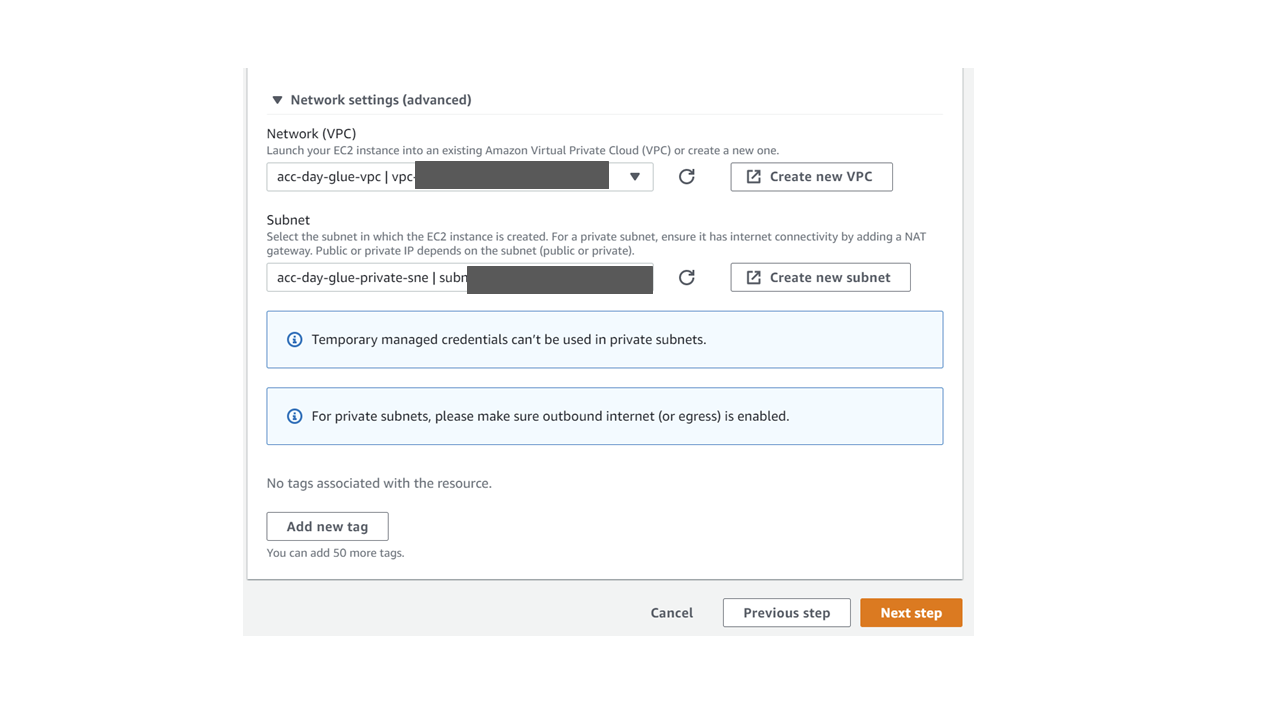 Network settings (advanced)
Network (VPC)
Launch your EC2 instance into an existing Amazon Virtual Private Cloud (VPC) or create a new one.
acc-day-glue-vpc | vpc-
Create new VPC
Subnet
Select the subnet in which the EC2 instance is created. For a private subnet, ensure it has internet connectivity by adding a NAT
gateway. Public or private IP depends on the subnet (public or private).
acc-day-glue-private-sne | subn
Create new subnet
Temporary managed credentials can't be used in private subnets.
For private subnets, please make sure outbound internet (or egress) is enabled.
No tags associated with the resource.
Add new tag
You can add 50 more tags.
Cancel
Previous step
Next step